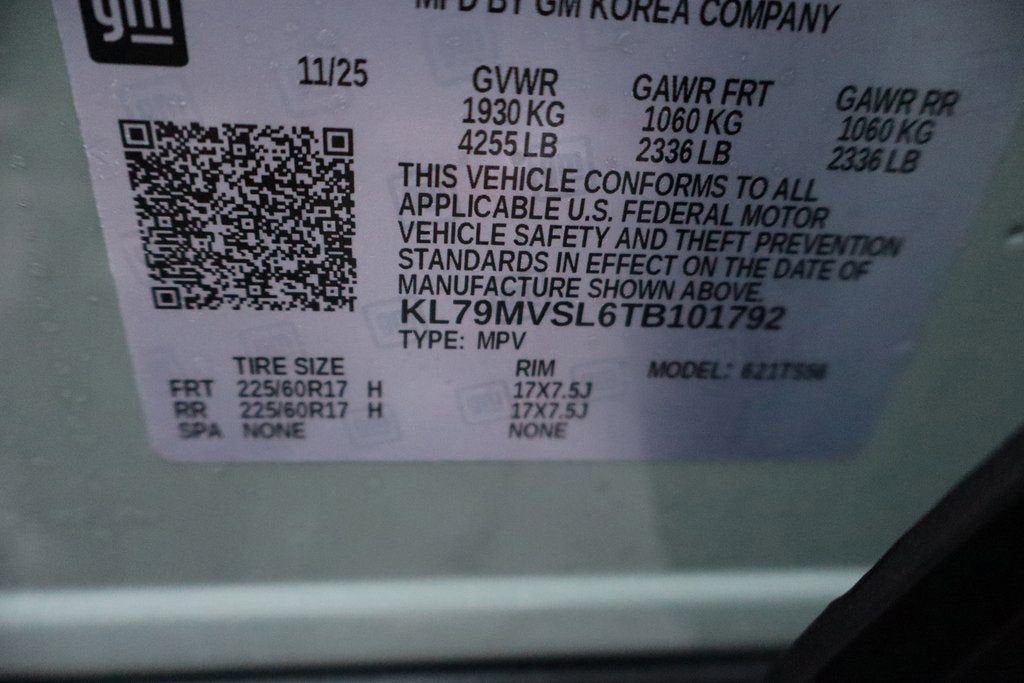 gm
MFD BY GM KOREA COMPANY
11/25
GVWR GAWR FRT GAWR RR
1930 KG 1060 KG 1060 KG
4255 LB 2336 LB 2336 LB
THIS VEHICLE CONFORMS TO ALL
APPLICABLE U.S. FEDERAL MOTOR
VEHICLE SAFETY AND THEFT PREVENTION
STANDARDS IN EFFECT ON THE DATE OF
MANUFACTURE SHOWN ABOVE.
KL79MVSL6TB101792
TYPE: MPV
TIRE SIZE RIM MODEL:
FRT 225/60R17 H 17X7.5J
RR 225/60R17 H 17X7.5J
SPA NONE NONE